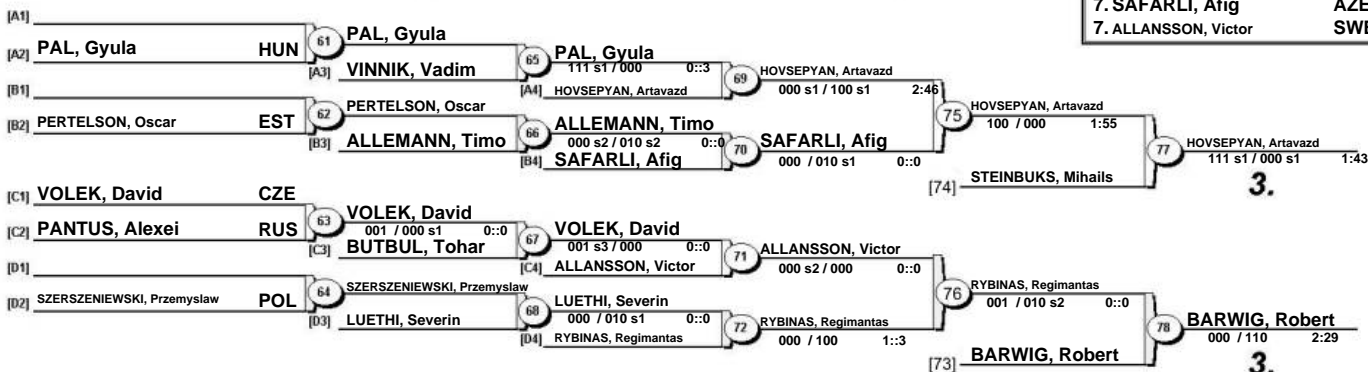 7. SAFARLI, Afig AZE
7. ALLANSSON, Victor
[A1]
[A2] PAL, Gyula HUN
61
PAL, Gyula
[A3] VINNIK, Vadim
65
PAL, Gyula
111 s1 / 000 0::3
[A4] HOVSEPYAN, Artavazd
69
HOVSEPYAN, Artavazd
000 s1 / 100 s1 2:46
[B1]
[B2] PERTELSON, Oscar EST
62
PERTELSON, Oscar
[B3] ALLEMANN, Timo
66
ALLEMANN, Timo
000 s2 / 010 s2 0::0
[B4] SAFARLI, Afig
70
SAFARLI, Afig
000 / 010 s1 0::0
75
HOVSEPYAN, Artavazd
100 / 000 1:55
[74] STEINBUKS, Mihails
77
HOVSEPYAN, Artavazd
111 s1 / 000 s1 1:43
3.
[C1] VOLEK, David CZE
[C2] PANTUS, Alexei RUS
63
VOLEK, David
001 / 000 s1 0::0
[C3] BUTBUL, Tohar
67
VOLEK, David
001 s3 / 000 0::0
[C4] ALLANSSON, Victor
71
ALLANSSON, Victor
000 s2 / 000 0::0
[D1]
[D2] SZERSZENIEWSKI, Przemyslaw POL
64
SZERSZENIEWSKI, Przemyslaw
[D3] LUETHI, Severin
68
LUETHI, Severin
000 / 010 s1 0::0
[D4] RYBINAS, Regimantas
72
RYBINAS, Regimantas
000 / 100 1::3
76
RYBINAS, Regimantas
001 / 010 s2 0::0
[73] BARWIG, Robert
78
BARWIG, Robert
000 / 110 2:29
3.